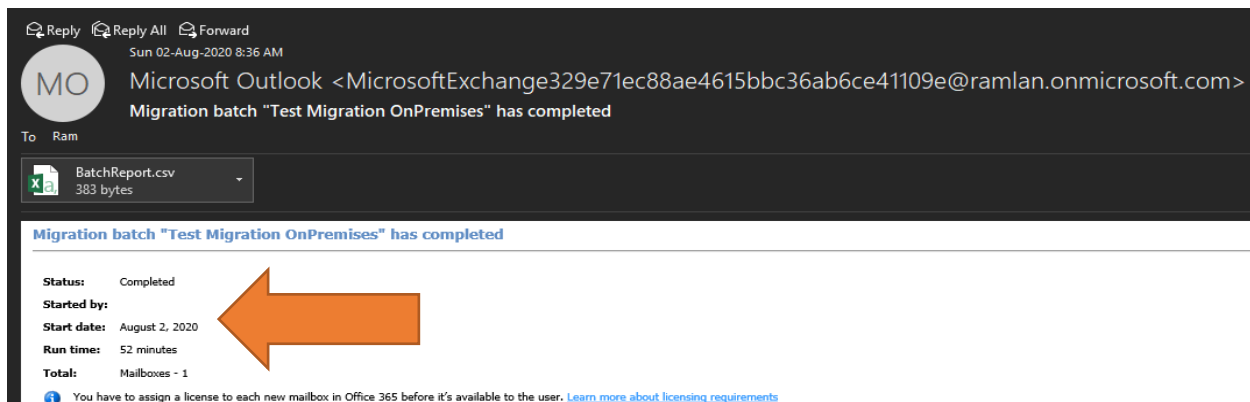 Reply Reply All Forward
Sun 02-Aug-2020 8:36 AM
MO
Microsoft Outlook <MicrosoftExchange329e71ec88ae4615bbc36ab6ce41109e@ramlan.onmicrosoft.com>
Migration batch "Test Migration OnPremises" has completed
To Ram
BatchReport.csv
383 bytes
Migration batch "Test Migration OnPremises" has completed
Status: Completed
Started by:
Start date: August 2, 2020
Run time: 52 minutes
Total: Mailboxes - 1
You have to assign a license to each new mailbox in Office 365 before it's available to the user. Learn more about licensing requirements